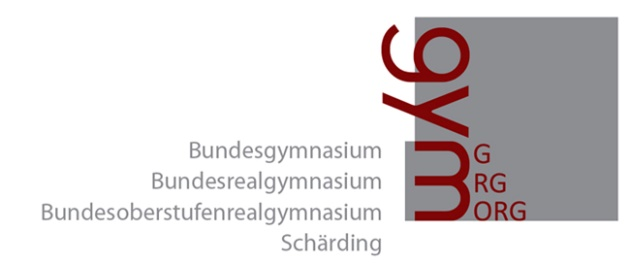 gym
Bundesgymnasium G
Bundesrealgymnasium RG
Bundesoberstufenrealgymnasium ORG
Schärding